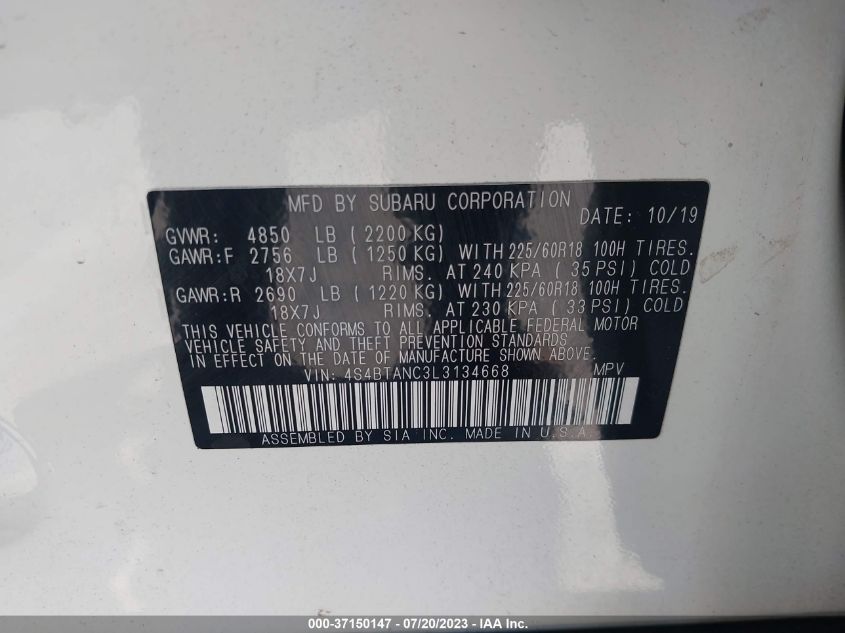 MFD BY SUBARU CORPORATION
DATE: 10/19
GVWR: 4850 LB (2200 KG)
GAWR:F 2756 LB (1250 KG) WITH 225/60R18 100H TIRES.
18X7J RIMS. AT 240 KPA (35 PSI) COLD
GAWR:R 2690 LB (1220 KG) WITH 225/60R18 100H TIRES.
18X7J RIMS. AT 230 KPA (33 PSI) COLD
THIS VEHICLE CONFORMS TO ALL APPLICABLE FEDERAL MOTOR
VEHICLE SAFETY AND THEFT PREVENTION STANDARDS
IN EFFECT ON THE DATE OF MANUFACTURE SHOWN ABOVE.
VIN: 4S4BTANC3L3134668 MPV
ASSEMBLED BY SIA INC. MADE IN U.S.A.
000-37150147 - 07/20/2023 - IAA Inc.